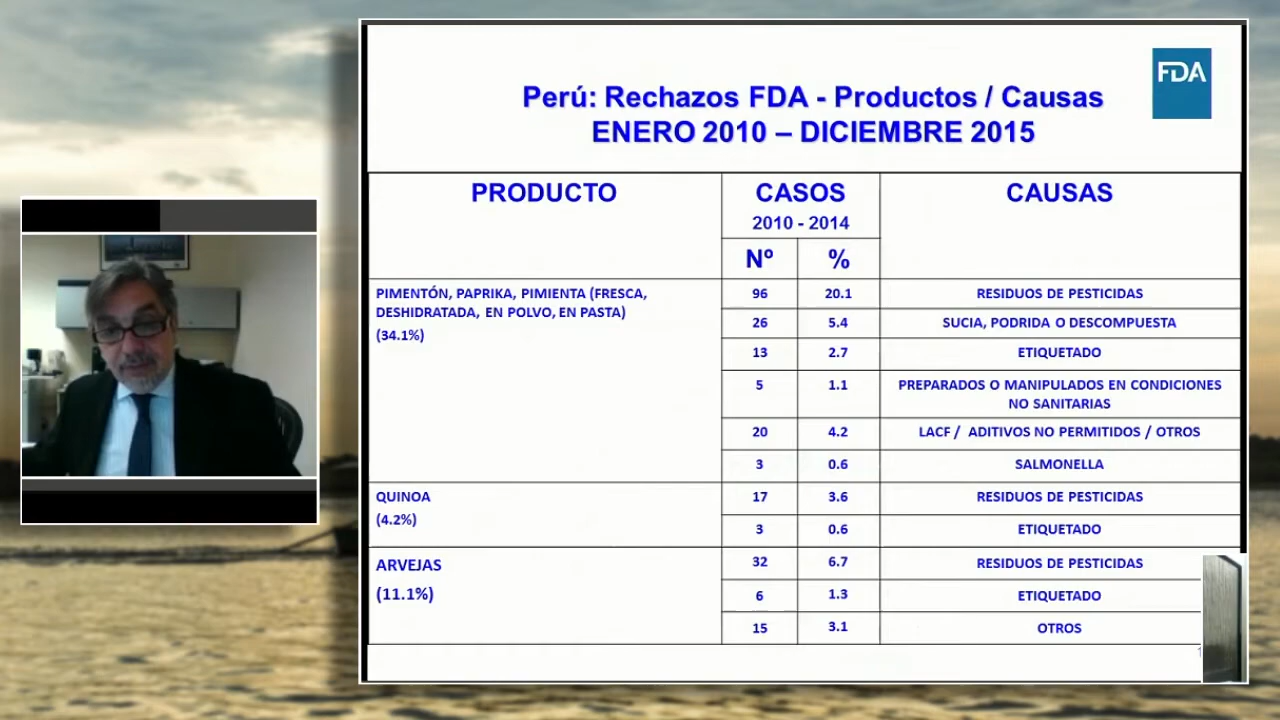 FDA
Perú: Rechazos FDA - Productos / Causas
ENERO 2010 – DICIEMBRE 2015
PRODUCTO
CASOS
2010 - 2014
CAUSAS
Nº
%
PIMENTÓN, PAPRIKA, PIMIENTA (FRESCA,
DESHIDRATADA, EN POLVO, EN PASTA)
(34.1%)
96 20.1 RESIDUOS DE PESTICIDAS
26 5.4 SUCIA, PODRIDA O DESCOMPUESTA
13 2.7 ETIQUETADO
5 1.1 PREPARADOS O MANIPULADOS EN CONDICIONES
NO SANITARIAS
20 4.2 LACF / ADITIVOS NO PERMITIDOS / OTROS
3 0.6 SALMONELLA
QUINOA
(4.2%)
17 3.6 RESIDUOS DE PESTICIDAS
3 0.6 ETIQUETADO
ARVEJAS
(11.1%)
32 6.7 RESIDUOS DE PESTICIDAS
6 1.3 ETIQUETADO
15 3.1 OTROS